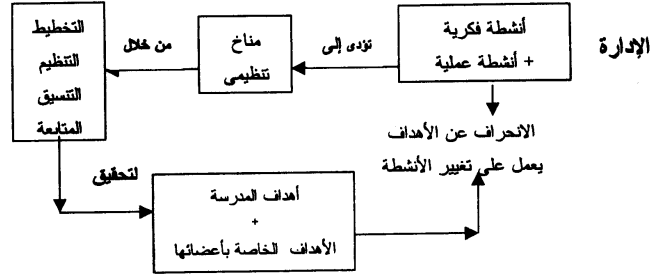 الإدارة
أنشطة فكرية
+ أنشطة عملية
تؤدى إلى
مناخ
تنظيمى
من خلال
التخطيط
التنظيم
التنسيق
المتابعة
لتحقيق
أهداف المدرسة
+
الأهداف الخاصة بأعضائها
الانحراف عن الأهداف
يعمل على تغيير الأنشطة